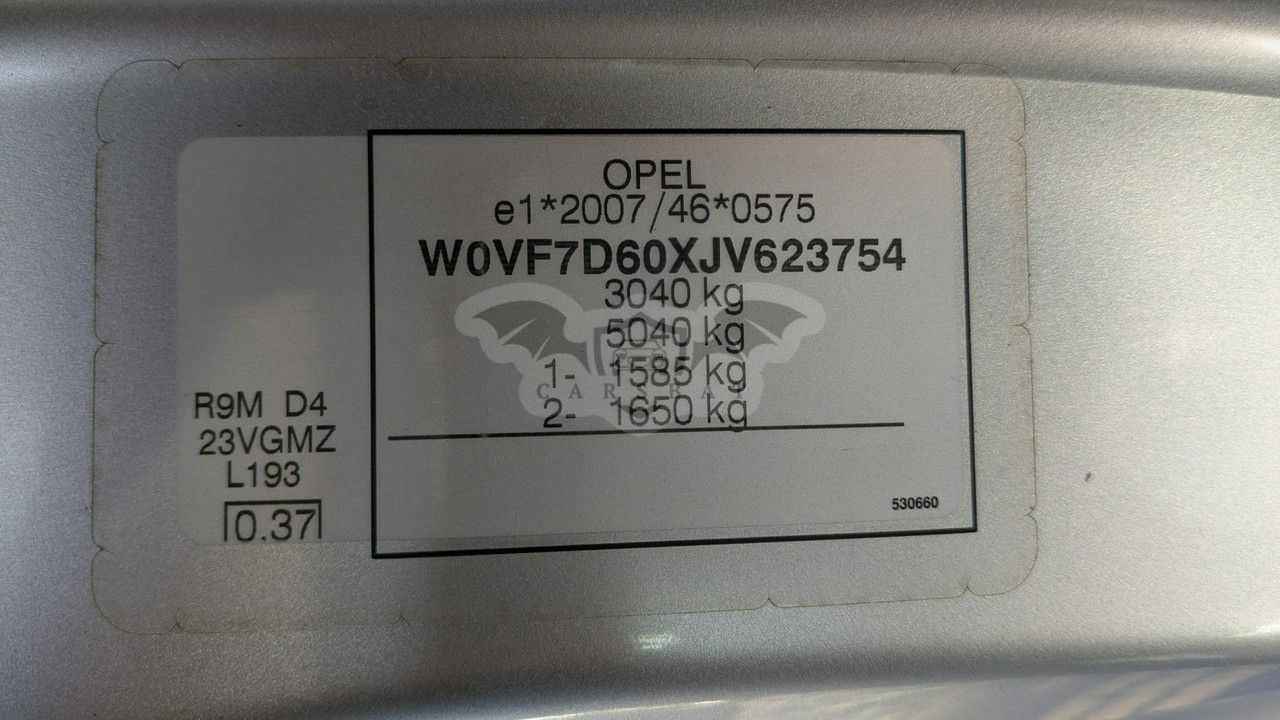 OPEL
e1*2007/46*0575
W0VF7D60XJV623754
3040 kg
5040 kg
1- 1585 kg
2- 1650 kg
530660
R9M D4
23VGMZ
L193
0.37